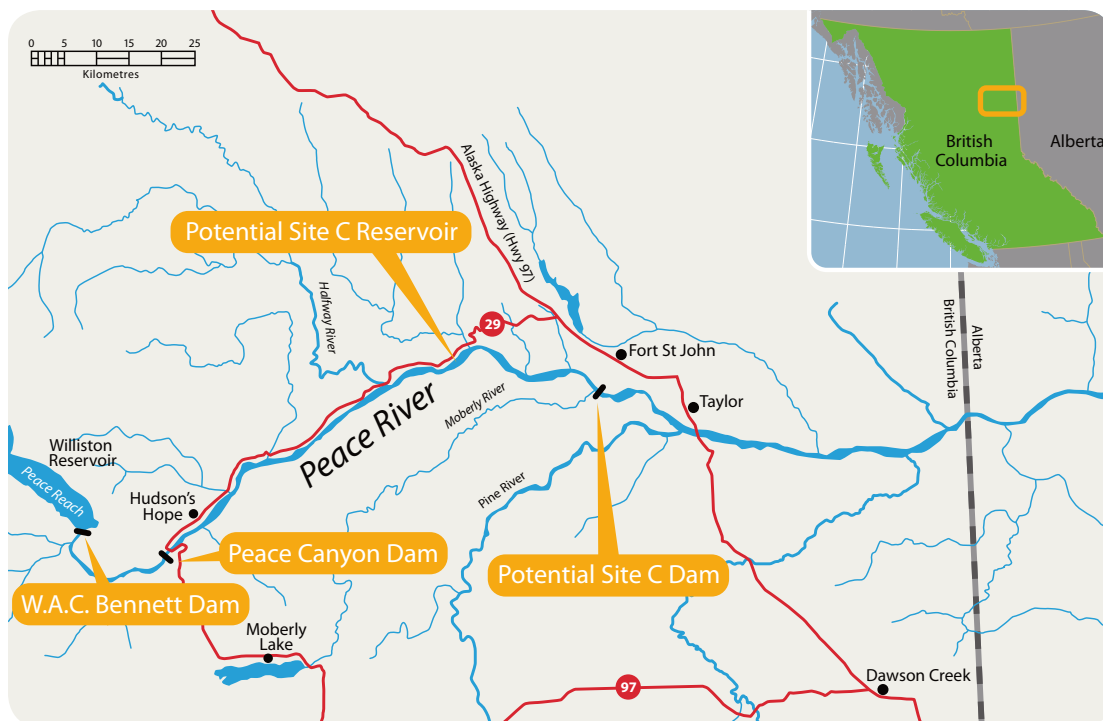 0 5 10 15 20 25
Kilometres
British
Columbia
Alberta
Alaska Highway (Hwy 97)
Potential Site C Reservoir
Halfway River
29
Fort St John
Alberta
British Columbia
Peace River
Moberly River
Taylor
Williston
Reservoir
Peace Reach
Hudson's
Hope
Pine River
Peace Canyon Dam
Potential Site C Dam
W.A.C. Bennett Dam
Moberly
Lake
97
Dawson Creek